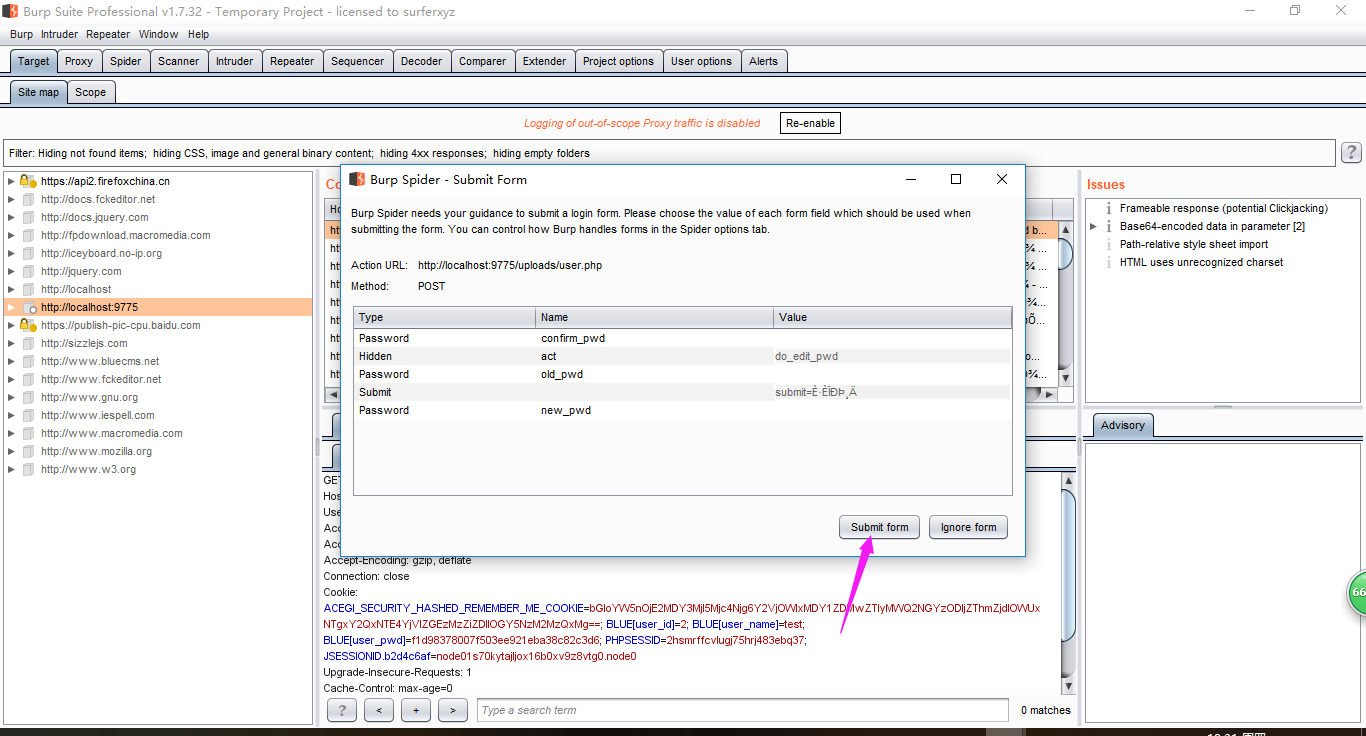 Burp Suite Professional v1.7.32 - Temporary Project - licensed to surferxyz
Burp Intruder Repeater Window Help
Target Proxy Spider Scanner Intruder Repeater Sequencer Decoder Comparer Extender Project options User options Alerts
Site map Scope
Logging of out-of-scope Proxy traffic is disabled Re-enable
Filter: Hiding not found items; hiding CSS, image and general binary content; hiding 4xx responses; hiding empty folders ?
https://api2.firefoxchina.cn
http://docs.fckeditor.net
http://docs.jquery.com
http://fpdownload.macromedia.com
http://iceyboard.no-ip.org
http://jquery.com
http://localhost
http://localhost:9775
https://publish-pic-cpu.baidu.com
http://sizzlejs.com
http://www.bluecms.net
http://www.fckeditor.net
http://www.gnu.org
http://www.iespell.com
http://www.macromedia.com
http://www.mozilla.org
http://www.w3.org
Burp Spider - Submit Form
Burp Spider needs your guidance to submit a login form. Please choose the value of each form field which should be used when
submitting the form. You can control how Burp handles forms in the Spider options tab.
Action URL: http://localhost:9775/uploads/user.php
Method: POST
Type Name Value
Password confirm_pwd
Hidden act do_edit_pwd
Password old_pwd
Submit submit=È·ÈÏÐÞ¸Ä
Password new_pwd
Submit form Ignore form
Accept-Encoding: gzip, deflate
Connection: close
Cookie:
BLUE[user_id]=2; BLUE[user_name]=test;
BLUE[user_pwd]=f1d98378007f503ee921eba38c82c3d6; PHPSESSID=2hsmrffcvlugj75hrj483ebq37;
JSESSIONID.b2d4c6af=node01s70kytajljox16b0xv9z8vtg0.node0
Upgrade-Insecure-Requests: 1
Cache-Control: max-age=0
? < + > Type a search term 0 matches
Issues
Frameable response (potential Clickjacking)
Base64-encoded data in parameter [2]
Path-relative style sheet import
HTML uses unrecognized charset
Advisory
66